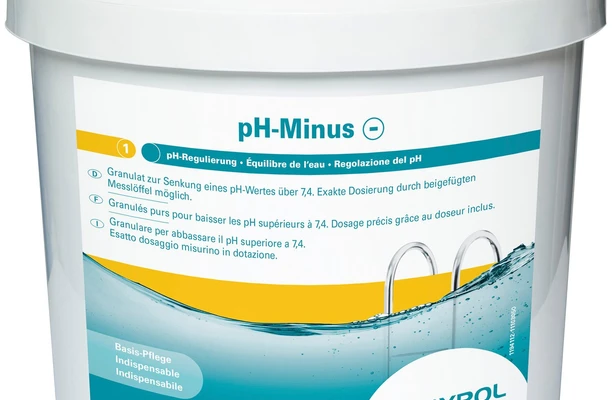 pH-Minus
1
pH-Regulierung • Équilibre de l'eau • Regolazione del pH
D Granulat zur Senkung eines pH-Wertes über 7,4. Exakte Dosierung durch beigefügten
Messlöffel möglich.
F Granulés purs pour baisser les pH supérieurs à 7,4. Dosage précis grâce au doseur inclus.
I Granulare per abbassare il pH superiore a 7,4.
Esatto dosaggio misurino in dotazione.
Basis-Pflege
Indispensable
Indispensabile